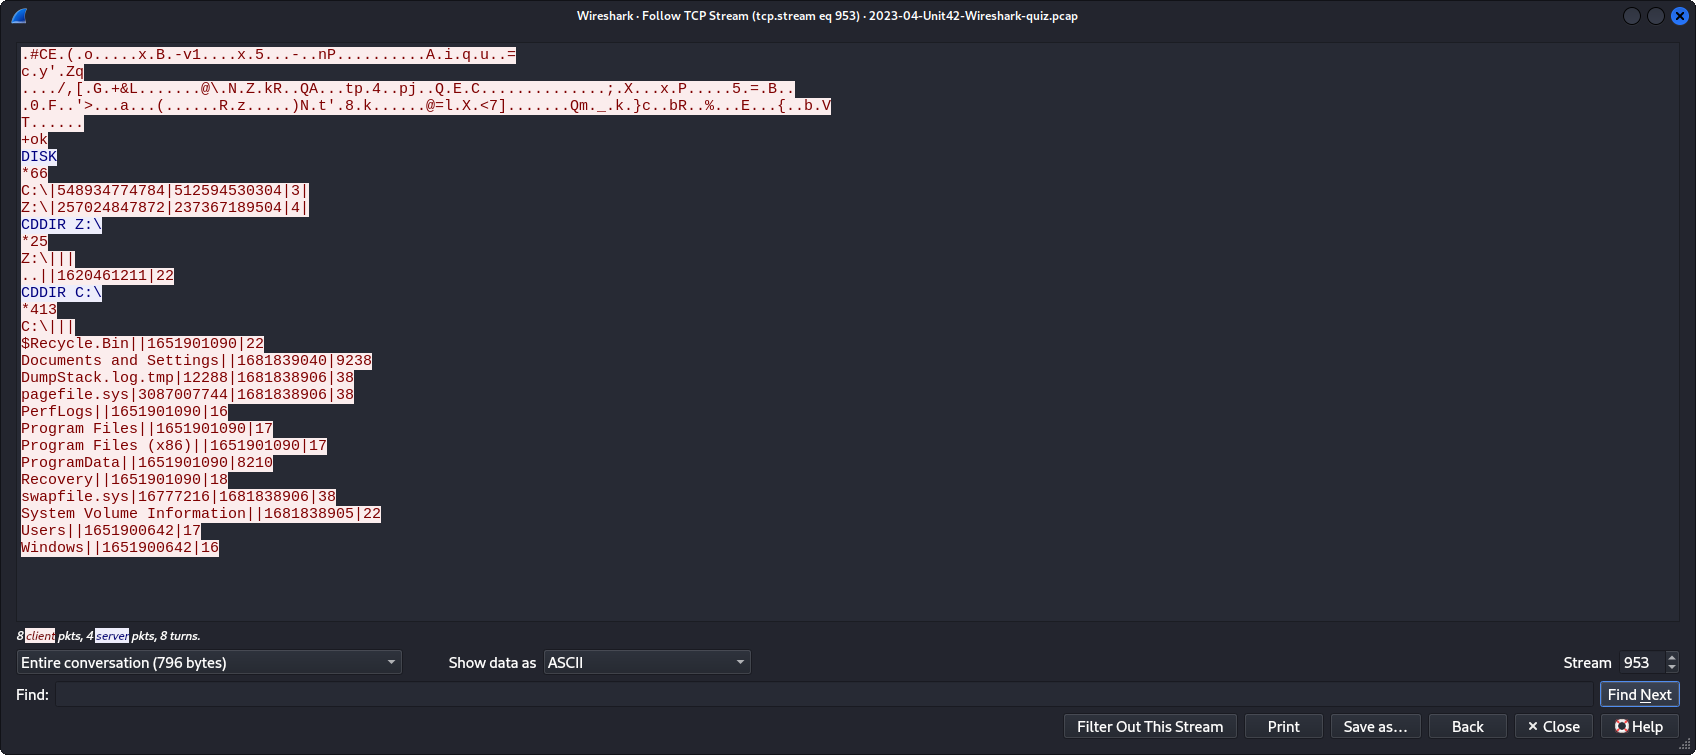 Wireshark · Follow TCP Stream (tcp.stream eq 953) · 2023-04-Unit42-Wireshark-quiz.pcap
.#CE.(.o.....x.B.-v1....x.5...-..nP..........A.i.q.u..=
c.y'.Zq
..../,[.G.+&L.......@\.N.Z.kR..QA...tp.4..pj..Q.E.C..............;.X...x.P.....5.=.B..
.0.F..'>...a...(......R.z.....)N.t'.8.k......@=l.X.<7].......Qm._.k.}c..bR..%...E...{..b.V
T......
+ok
DISK
*66
C:\|548934774784|512594530304|3|
Z:\|257024847872|237367189504|4|
CDDIR Z:\
*25
Z:\|||
..||1620461211|22
CDDIR C:\
*413
C:\|||
$Recycle.Bin||1651901090|22
Documents and Settings||1681839040|9238
DumpStack.log.tmp|12288|1681838906|38
pagefile.sys|3087007744|1681838906|38
PerfLogs||1651901090|16
Program Files||1651901090|17
Program Files (x86)||1651901090|17
ProgramData||1651901090|8210
Recovery||1651901090|18
swapfile.sys|16777216|1681838906|38
System Volume Information||1681838905|22
Users||1651900642|17
Windows||1651900642|16
8 client pkts, 4 server pkts, 8 turns.
Entire conversation (796 bytes) Show data as ASCII Stream 953
Find: Find Next
Filter Out This Stream Print Save as… Back Close Help